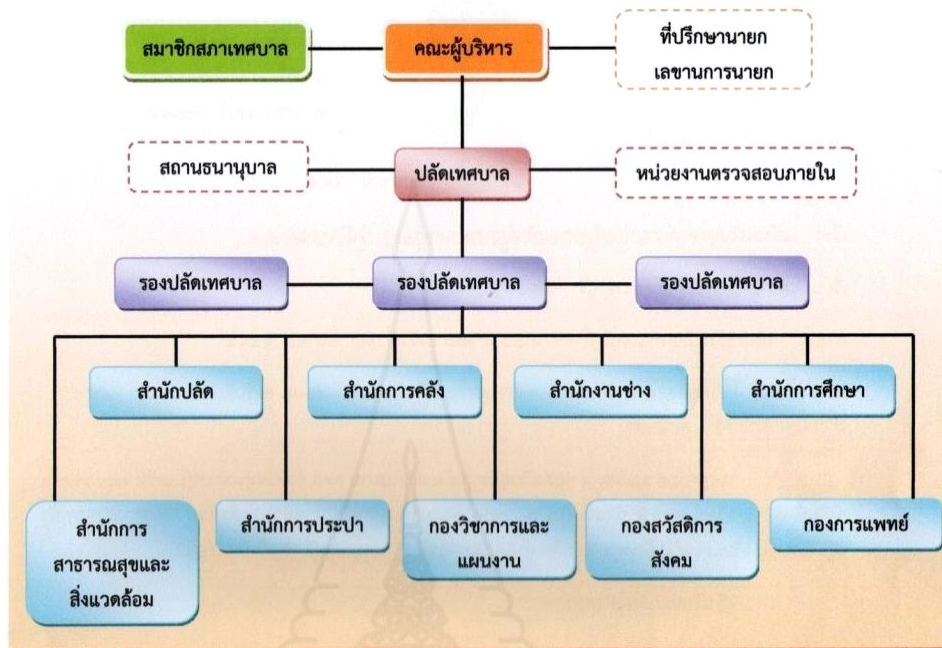 สมาชิกสภาเทศบาล
คณะผู้บริหาร
ที่ปรึกษานายก
เลขานการนายก
สถานธนานุบาล
ปลัดเทศบาล
หน่วยงานตรวจสอบภายใน
รองปลัดเทศบาล
รองปลัดเทศบาล
รองปลัดเทศบาล
สำนักปลัด
สำนักการคลัง
สำนักงานช่าง
สำนักการศึกษา
สำนักการ
สาธารณสุขและ
สิ่งแวดล้อม
สำนักการประปา
กองวิชาการและ
แผนงาน
กองสวัสดิการ
สังคม
กองการแพทย์